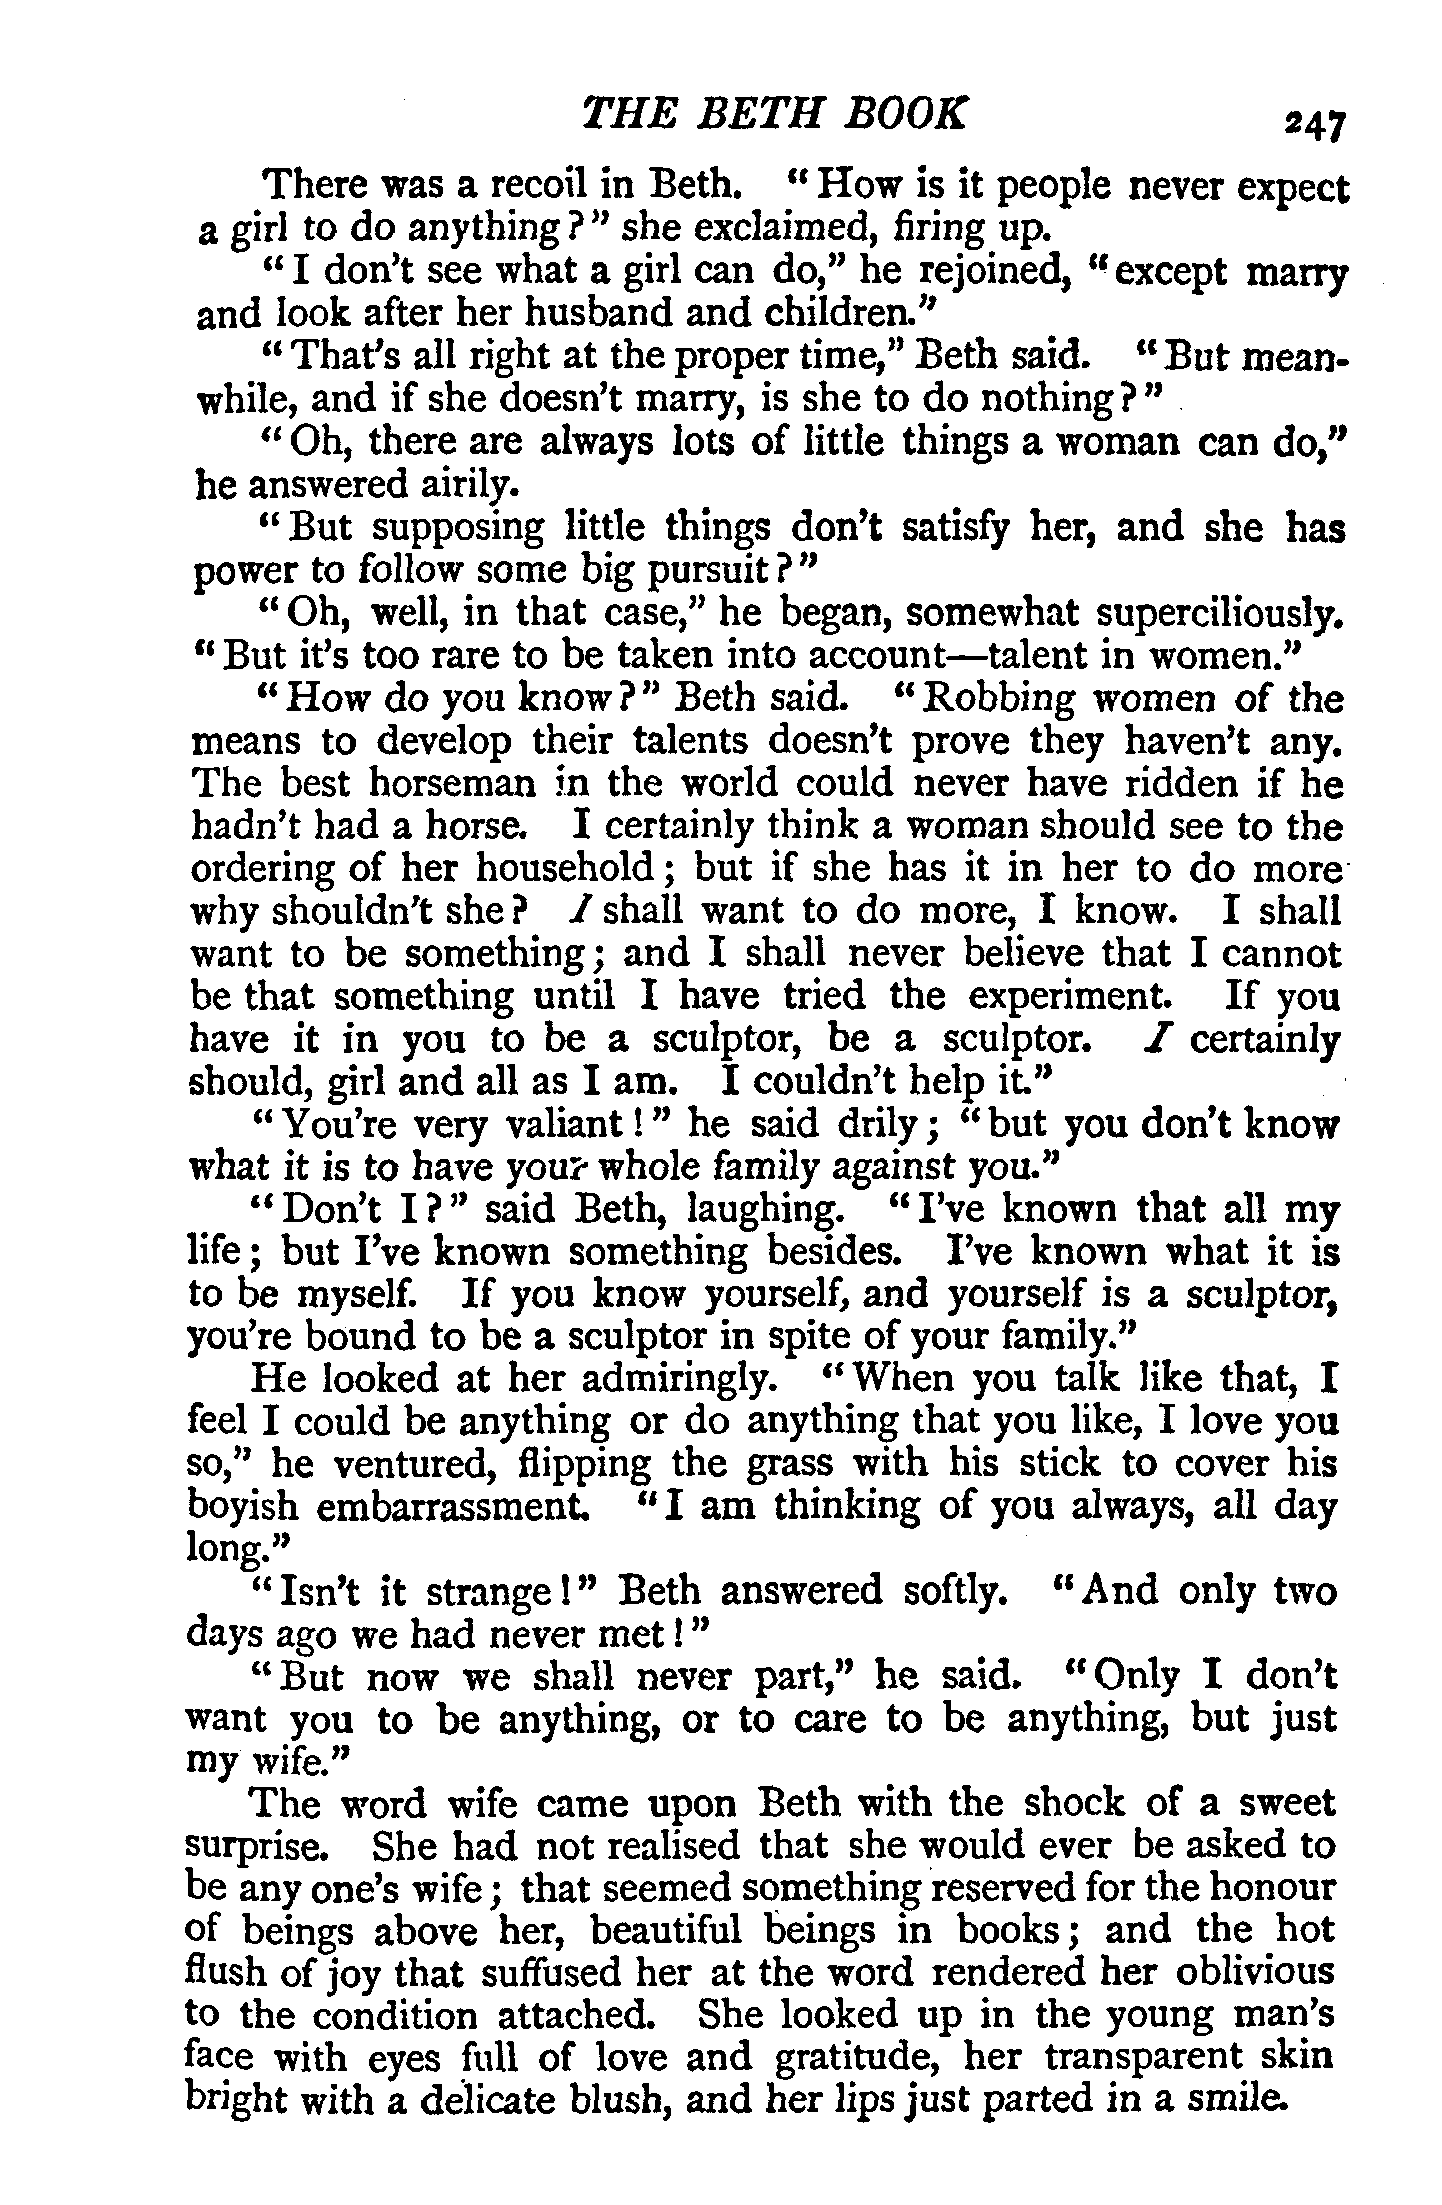 THE BETH BOOK 247
There was a recoil in Beth. “How is it people never expect
a girl to do anything?” she exclaimed, firing up.
“I don’t see what a girl can do,” he rejoined, “except marry
and look after her husband and children.”
“That’s all right at the proper time,” Beth said. “But mean-
while, and if she doesn’t marry, is she to do nothing?”
“Oh, there are always lots of little things a woman can do,”
he answered airily.
“But supposing little things don’t satisfy her, and she has
power to follow some big pursuit?”
“Oh, well, in that case,” he began, somewhat superciliously.
“But it’s too rare to be taken into account—talent in women.”
“How do you know?” Beth said. “Robbing women of the
means to develop their talents doesn’t prove they haven’t any.
The best horseman in the world could never have ridden if he
hadn’t had a horse. I certainly think a woman should see to the
ordering of her household; but if she has it in her to do more
why shouldn’t she? I shall want to do more, I know. I shall
want to be something; and I shall never believe that I cannot
be that something until I have tried the experiment. If you
have it in you to be a sculptor, be a sculptor. I certainly
should, girl and all as I am. I couldn’t help it.”
“You’re very valiant!” he said drily; “but you don’t know
what it is to have your whole family against you.”
“Don’t I?” said Beth, laughing. “I’ve known that all my
life; but I’ve known something besides. I’ve known what it is
to be myself. If you know yourself, and yourself is a sculptor,
you’re bound to be a sculptor in spite of your family.”
He looked at her admiringly. “When you talk like that, I
feel I could be anything or do anything that you like, I love you
so,” he ventured, flipping the grass with his stick to cover his
boyish embarrassment. “I am thinking of you always, all day
long.”
“Isn’t it strange!” Beth answered softly. “And only two
days ago we had never met!”
“But now we shall never part,” he said. “Only I don’t
want you to be anything, or to care to be anything, but just
my wife.”
The word wife came upon Beth with the shock of a sweet
surprise. She had not realised that she would ever be asked to
be any one’s wife; that seemed something reserved for the honour
of beings above her, beautiful beings in books; and the hot
flush of joy that suffused her at the word rendered her oblivious
to the condition attached. She looked up in the young man’s
face with eyes full of love and gratitude, her transparent skin
bright with a delicate blush, and her lips just parted in a smile.